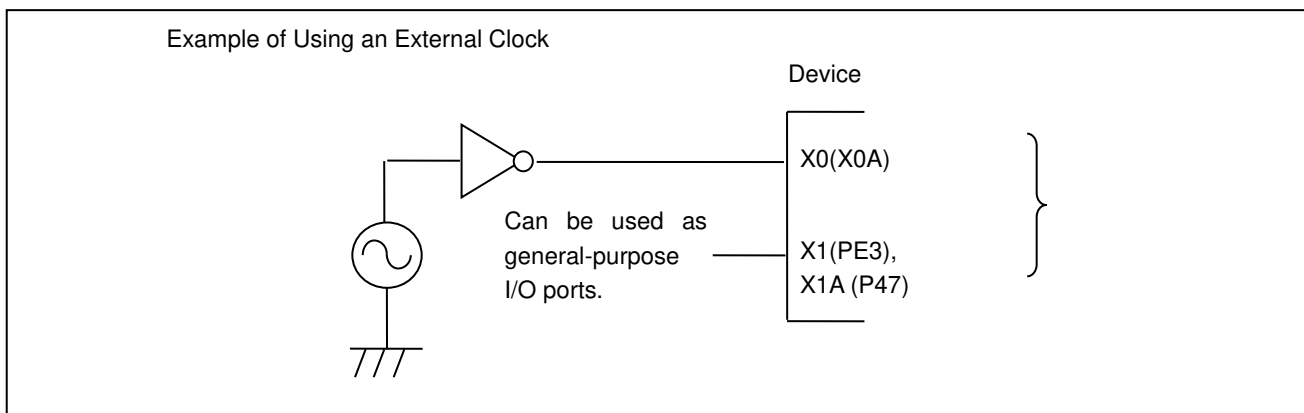 Example of Using an External Clock
Device
X0(X0A)
Can be used as
general-purpose
I/O ports.
X1(PE3),
X1A (P47)